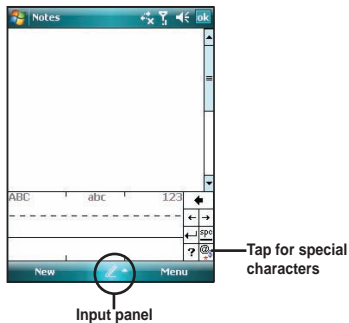 Notes ok
ABC abc 123
spc
? @
New Menu
Tap for special
characters
Input panel